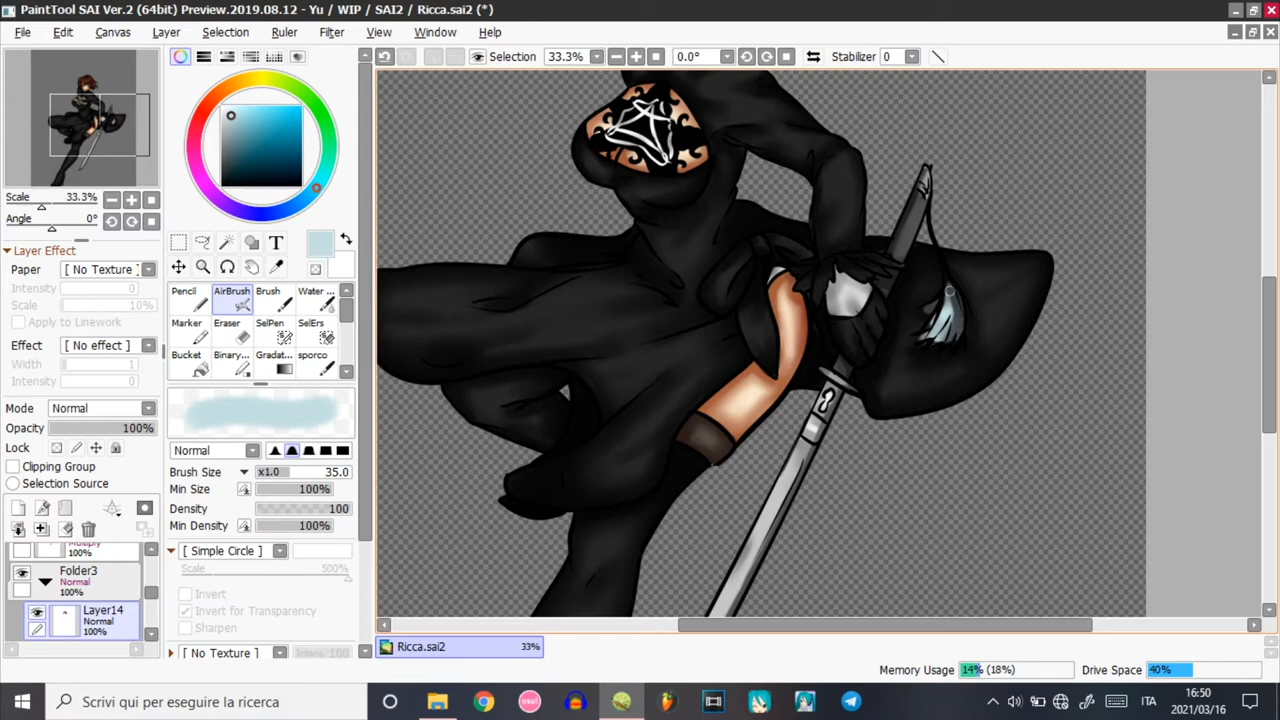 PaintTool SAI Ver.2 (64bit) Preview.2019.08.12 - Yu / WIP / SAI2 / Ricca.sai2 (*)
File Edit Canvas Layer Selection Ruler Filter View Window Help
Selection 33.3% 0.0° Stabilizer 0
Scale 33.3%
Angle 0°
Layer Effect
Paper [ No Texture ]
Intensity 0
Scale 10%
Apply to Linework
Effect [ No effect ]
Width 1
Intensity
Mode Normal
Opacity 100%
Lock
Clipping Group
Selection Source
Multiply
100%
Folder3
Normal
100%
Layer14
Normal
100%
T
Pencil AirBrush Brush Water ...
Marker Eraser SelPen SelErs
Bucket Binary... Gradat... sporco
Normal
Brush Size x1.0 35.0
Min Size 100%
Density 100
Min Density 100%
[ Simple Circle ]
Scale 500%
Invert
Invert for Transparency
Sharpen
[ No Texture ] Intens. 100
Ricca.sai2 33%
Memory Usage 14% (18%) Drive Space 40%
Scrivi qui per eseguire la ricerca
osu!
ITA
16:50
2021/03/16